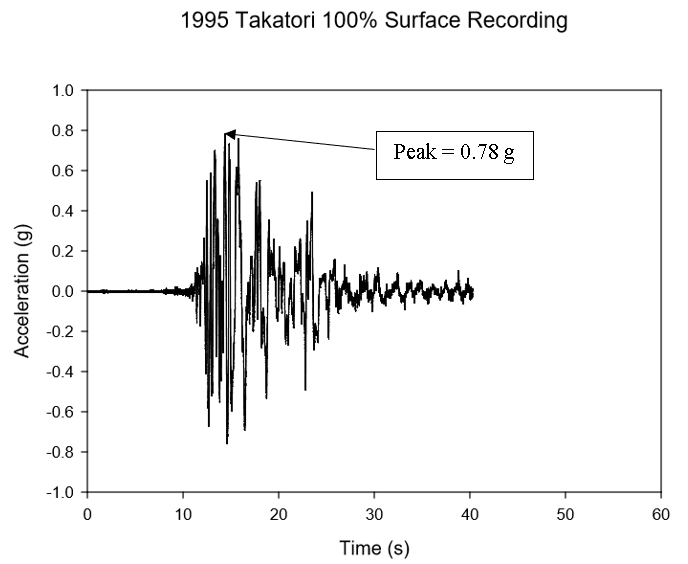 1995 Takatori 100% Surface Recording
1.0
0.8
Peak = 0.78 g
0.6
0.4
0.2
0.0
-0.2
-0.4
-0.6
-0.8
-1.0
Acceleration (g)
0 10 20 30 40 50 60
Time (s)